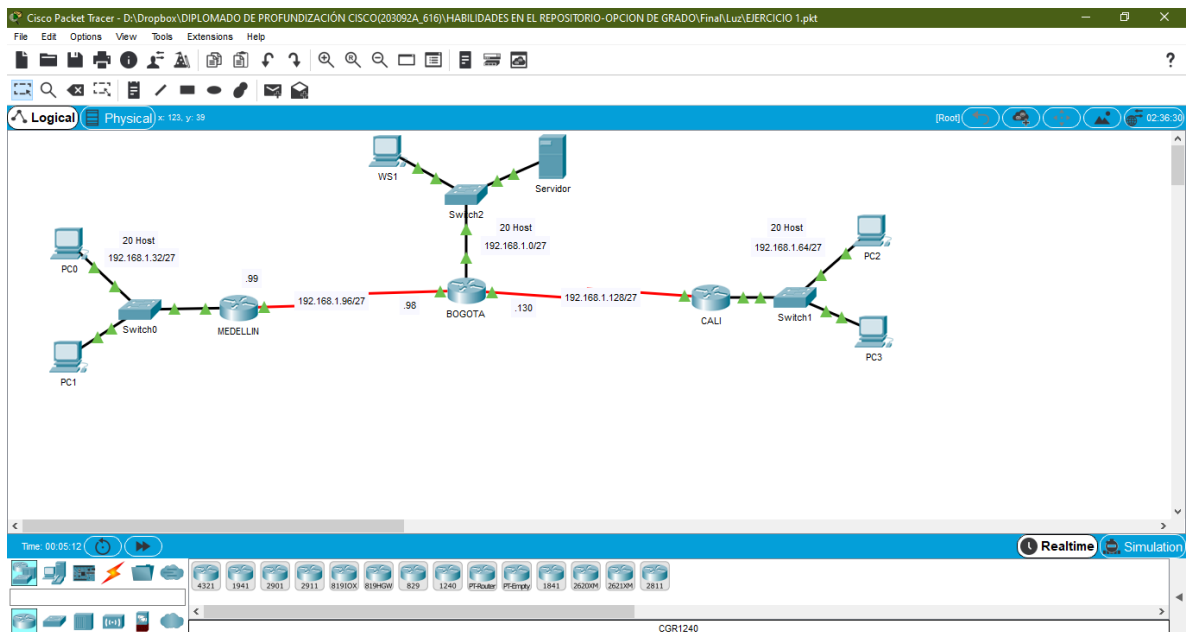 Cisco Packet Tracer - D:\Dropbox\DIPLOMADO DE PROFUNDIZACIÓN CISCO(203092A_616)\HABILIDADES EN EL REPOSITORIO-OPCION DE GRADO\Final\Luz\EJERCICIO 1.pkt
File Edit Options View Tools Extensions Help
?
Logical Physical x: 123, y: 39 [Root] 02:36:30
WS1
Servidor
Switch2
20 Host
192.168.1.0/27
20 Host
192.168.1.32/27
PC0
20 Host
192.168.1.64/27
PC2
.99
192.168.1.96/27
.98
BOGOTA
.130
192.168.1.128/27
Switch0
MEDELLIN
CALI
Switch1
PC1
PC3
Time: 00:05:12 Realtime Simulation
4321 1941 2901 2911 819IOX 819HGW 829 1240 PT-Router PT-Empty 1841 2620XM 2621XM 2811
CGR1240